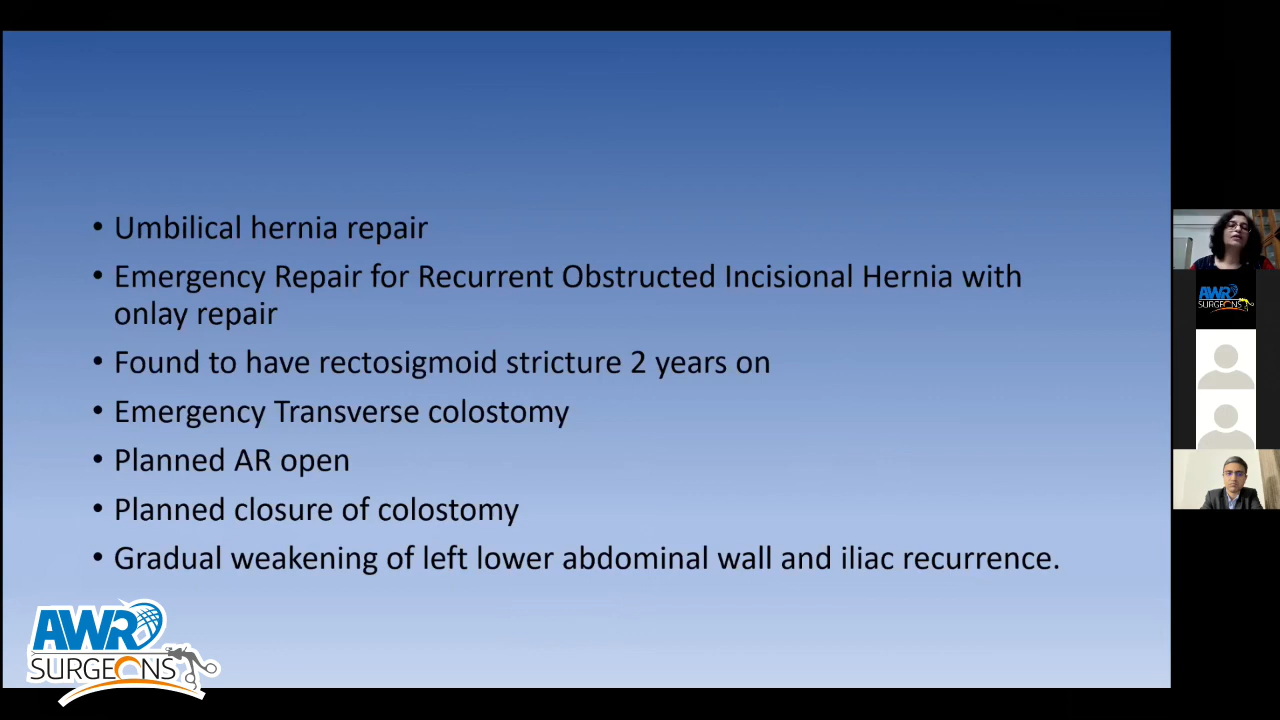 • Umbilical hernia repair
• Emergency Repair for Recurrent Obstructed Incisional Hernia with
onlay repair
• Found to have rectosigmoid stricture 2 years on
• Emergency Transverse colostomy
• Planned AR open
• Planned closure of colostomy
• Gradual weakening of left lower abdominal wall and iliac recurrence.
AWR
SURGEONS
AWR
SURGEONS